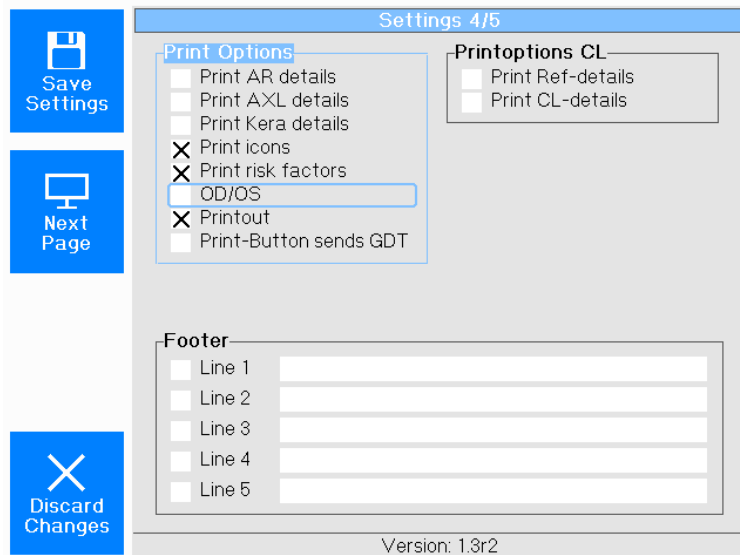 Settings 4/5
Save
Settings
Next
Page
Discard
Changes
Print Options
Print AR details
Print AXL details
Print Kera details
Print icons
Print risk factors
OD/OS
Printout
Print-Button sends GDT
Printoptions CL
Print Ref-details
Print CL-details
Footer
Line 1
Line 2
Line 3
Line 4
Line 5
Version: 1.3r2